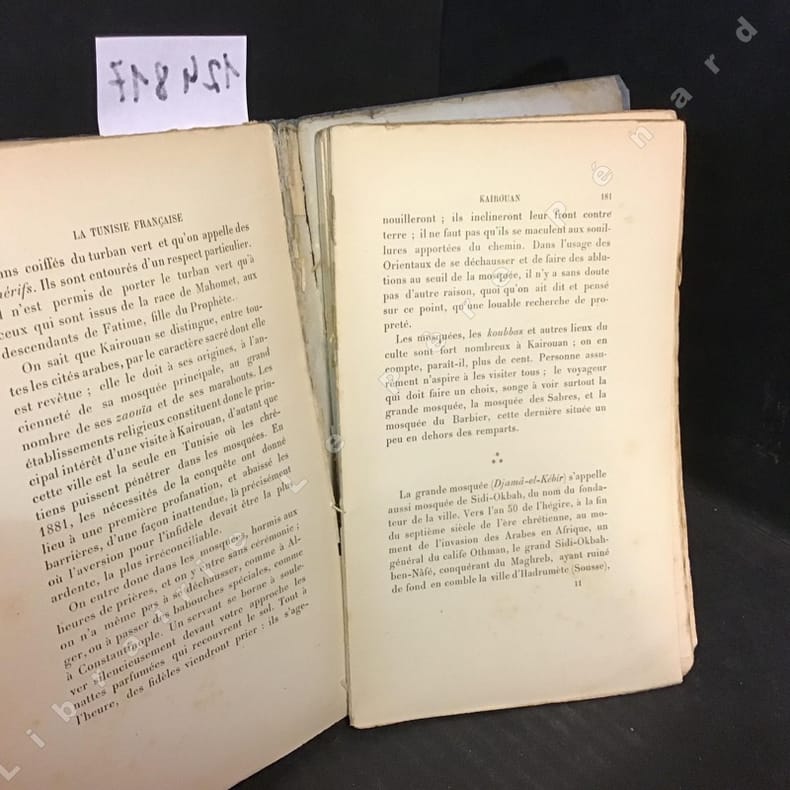 124817
LA TUNISIE FRANÇAISE
ans coiffés du turban vert et qu'on appelle des
hérifs. Ils sont entourés d'un respect particulier.
l n'est permis de porter le turban vert qu'à
ceux qui sont issus de la race de Mahomet, aux
descendants de Fatime, fille du Prophète.
On sait que Kairouan se distingue, entre tou-
tes les cités arabes, par le caractère sacré dont elle
est revêtue ; elle le doit à ses origines, à l'an-
cienneté de sa mosquée principale, au grand
nombre de ses zaouïa et de ses marabouts. Les
établissements religieux constituent donc le prin-
cipal intérêt d'une visite à Kairouan, d'autant que
cette ville est la seule en Tunisie où les chré-
tiens puissent pénétrer dans les mosquées. En
1881, les nécessités de la conquête ont donné
lieu à une première profanation, et abaissé les
barrières, d'une façon inattendue, là précisément
où l'aversion pour l'infidèle devait être la plus
ardente, la plus irréconciliable.
On entre donc dans les mosquées, hormis aux
heures de prières, et on y entre sans cérémonie ;
on n'a même pas à se déchausser, comme à Al-
ger, ou à passer des babouches spéciales, comme
à Constantinople. Un servant se borne à soule-
ver silencieusement devant votre approche les
nattes parfumées qui recouvrent le sol. Tout à
l'heure, des fidèles viendront prier : ils s'age-
KAIROUAN 181
nouilleront ; ils inclineront leur front contre
terre ; il ne faut pas qu'ils se maculent aux souil-
lures apportées du chemin. Dans l'usage des
Orientaux de se déchausser et de faire des ablu-
tions au seuil de la mosquée, il n'y a sans doute
pas d'autre raison, quoi qu'on ait dit et pensé
sur ce point, qu'une louable recherche de pro-
preté.
Les mosquées, les koubbas et autres lieux du
culte sont fort nombreux à Kairouan ; on en
compte, paraît-il, plus de cent. Personne assu-
rément n'aspire à les visiter tous ; le voyageur
qui doit faire un choix, songe à voir surtout la
grande mosquée, la mosquée des Sabres, et la
mosquée du Barbier, cette dernière située un
peu en dehors des remparts.
La grande mosquée (Djamâ-el-Kébir) s'appelle
aussi mosquée de Sidi-Okbah, du nom du fonda-
teur de la ville. Vers l'an 50 de l'hégire, à la fin
du septième siècle de l'ère chrétienne, au mo-
ment de l'invasion des Arabes en Afrique, un
général du calife Othman, le grand Sidi-Okbah-
ben-Nâfé, conquérant du Maghreb, ayant ruiné
de fond en comble la ville d'Hadrumète (Sousse),
11
Librairie Le Père Pénard